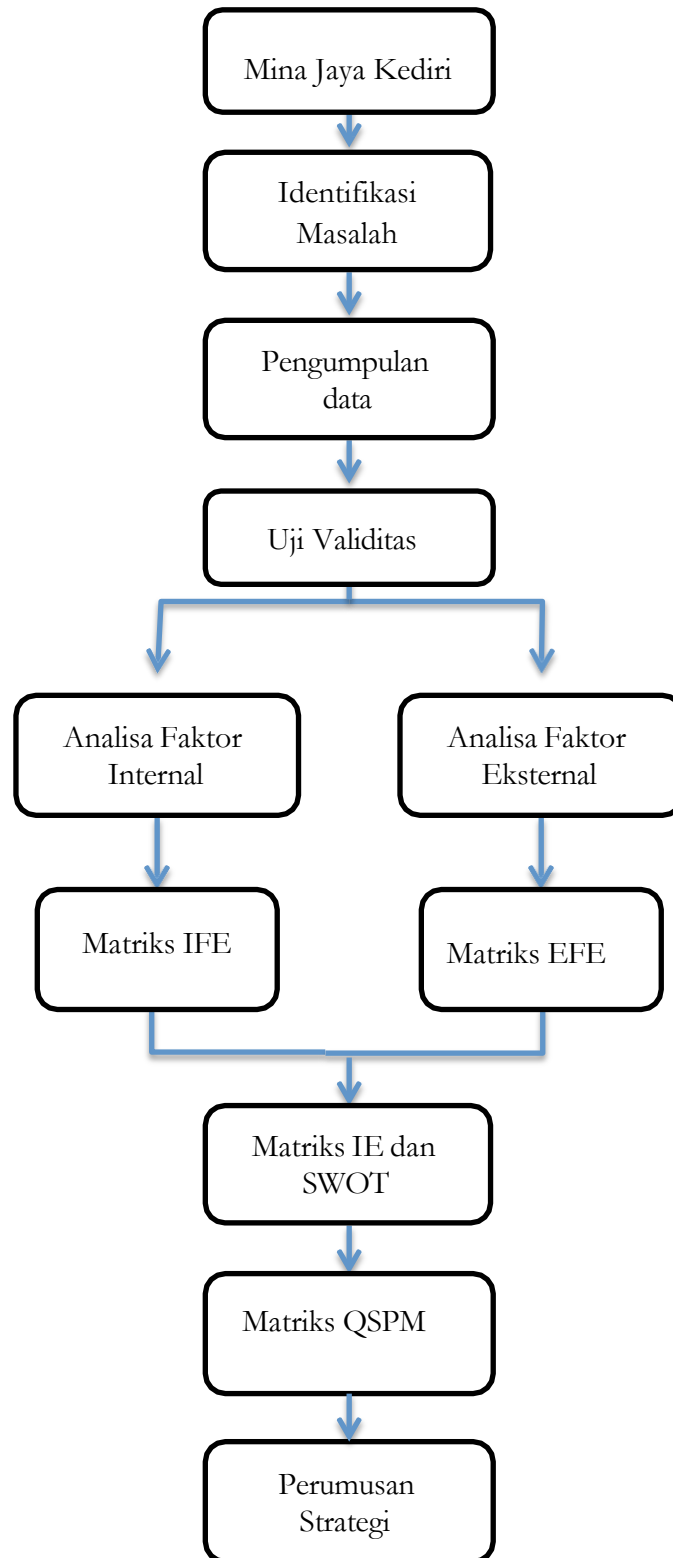 Mina Jaya Kediri
Identifikasi
Masalah
Pengumpulan
data
Uji Validitas
Analisa Faktor
Internal
Analisa Faktor
Eksternal
Matriks IFE
Matriks EFE
Matriks IE dan
SWOT
Matriks QSPM
Perumusan
Strategi